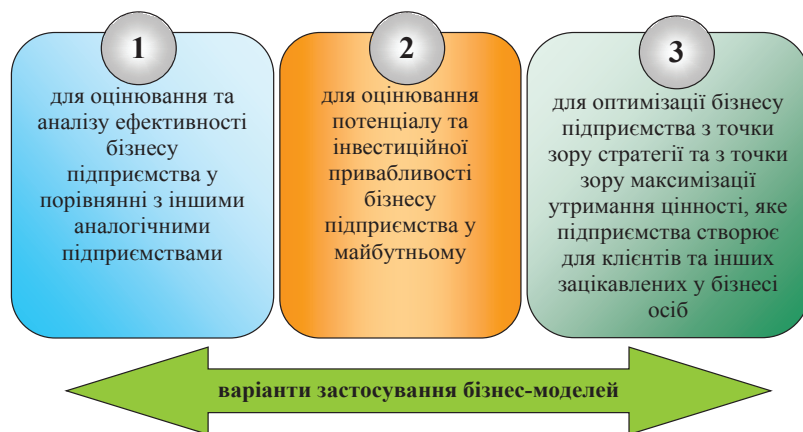 1
для оцінювання та
аналізу ефективності
бізнесу
підприємства у
порівнянні з іншими
аналогічними
підприємствами
2
для оцінювання
потенціалу та
інвестиційної
привабливості
бізнесу
підприємства у
майбутньому
3
для оптимізації бізнесу
підприємства з точки
зору стратегії та з точки
зору максимізації
утримання цінності, яке
підприємства створює
для клієнтів та інших
зацікавлених у бізнесі
осіб
варіанти застосування бізнес-моделей